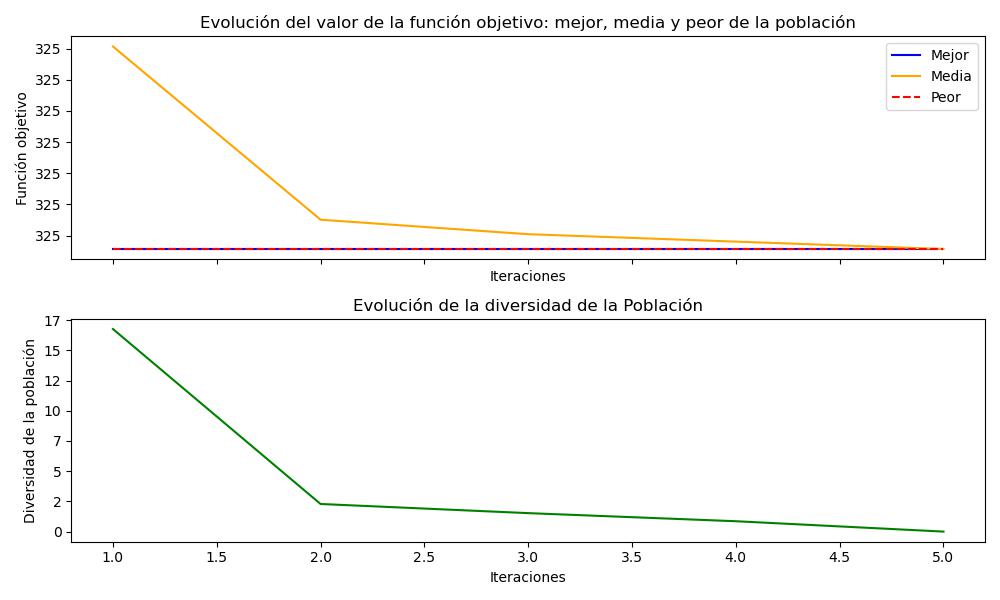 Evolución del valor de la función objetivo: mejor, media y peor de la población
325
325
325
325
325
325
325
Función objetivo
Mejor
Media
Peor
Iteraciones
Evolución de la diversidad de la Población
17
15
12
10
7
5
2
0
Diversidad de la población
1.0 1.5 2.0 2.5 3.0 3.5 4.0 4.5 5.0
Iteraciones